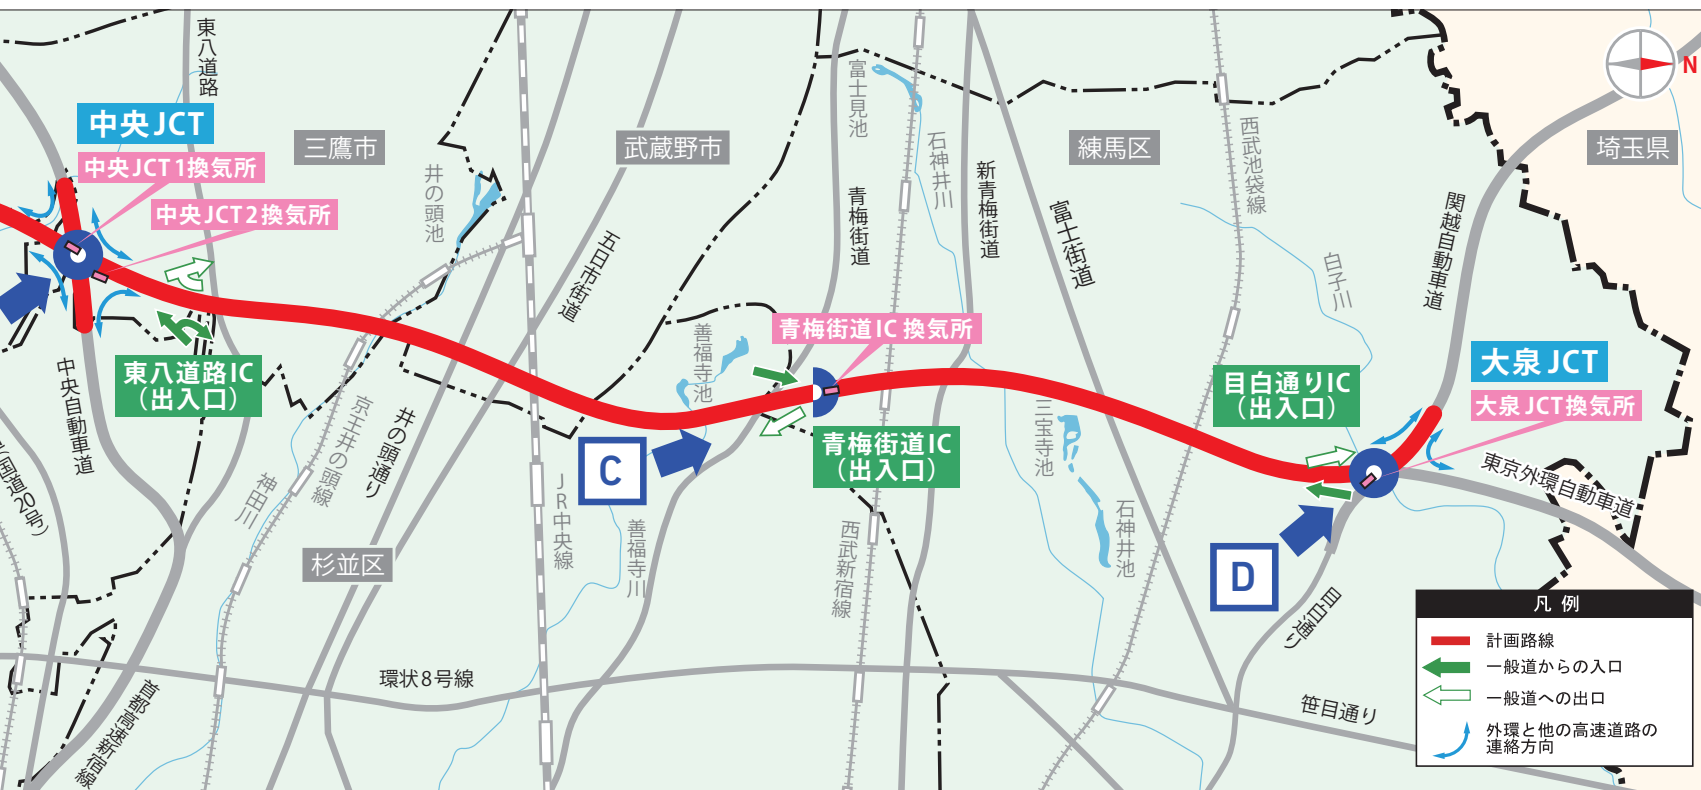 東八道路
中央JCT
中央JCT1換気所
中央JCT2換気所
三鷹市
井の頭池
武蔵野市
五日市街道
富士見池
青梅街道
石神井川
新青梅街道
富士街道
練馬区
西武池袋線
白子川
関越自動車道
埼玉県
N
東八道路IC
（出入口）
中央自動車道
国道20号）
神田川
京王井の頭線
井の頭通り
杉並区
首都高速新宿線
環状8号線
C
JR中央線
善福寺川
善福寺池
青梅街道IC換気所
青梅街道IC
（出入口）
西武新宿線
三宝寺池
石神井池
目白通りIC
（出入口）
大泉JCT
大泉JCT換気所
東京外環自動車道
D
目白通り
笹目通り
凡例
計画路線
一般道からの入口
一般道への出口
外環と他の高速道路の
連絡方向